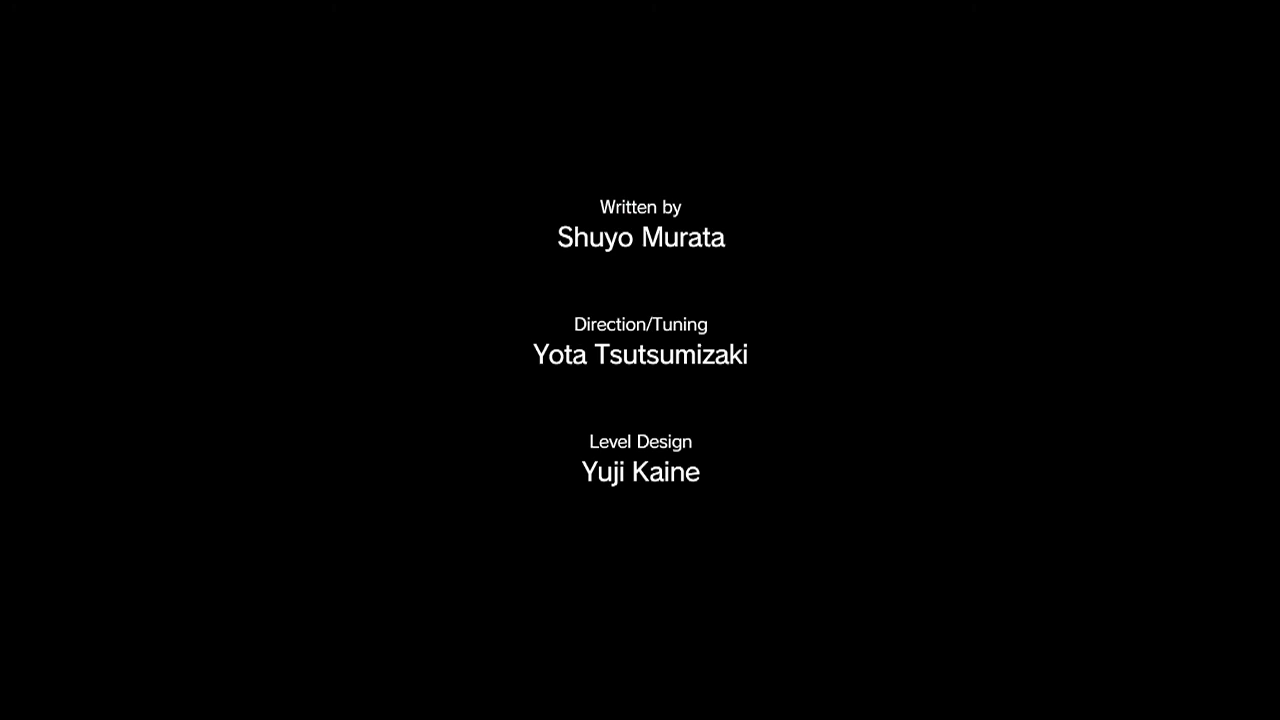 Written by
Shuyo Murata
Direction/Tuning
Yota Tsutsumizaki
Level Design
Yuji Kaine